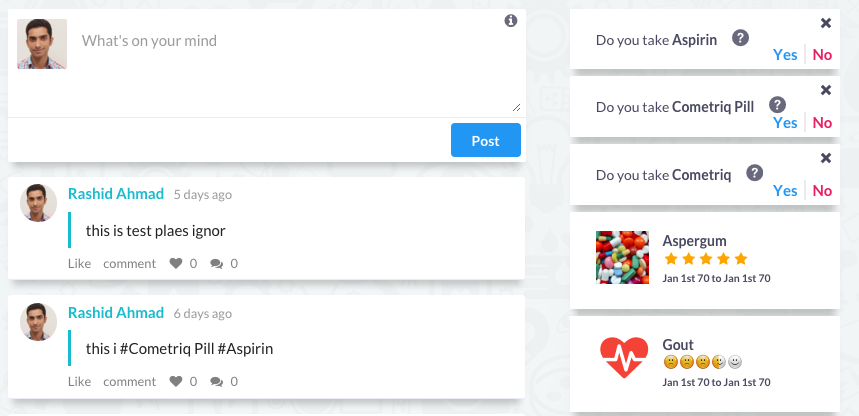 What's on your mind
Post
Rashid Ahmad 5 days ago
this is test plaes ignor
Like comment 0 0
Rashid Ahmad 6 days ago
this i #Cometriq Pill #Aspirin
Like comment 0 0
Do you take Aspirin ?
Yes No
Do you take Cometriq Pill ?
Yes No
Do you take Cometriq ?
Yes No
Aspergum
Jan 1st 70 to Jan 1st 70
Gout
Jan 1st 70 to Jan 1st 70